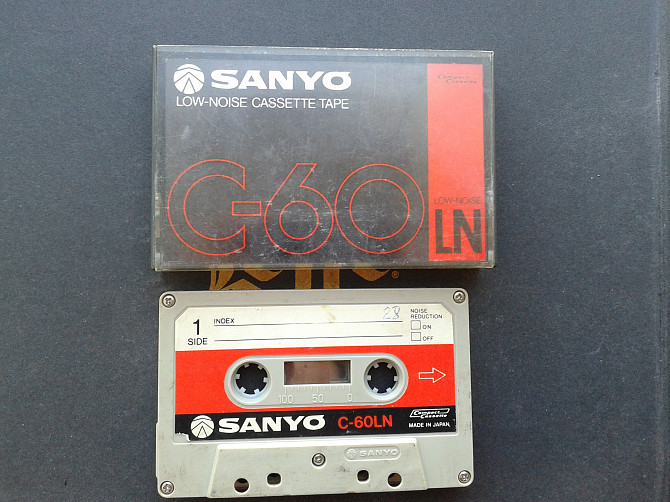 SANYO
Compact Cassette
LOW-NOISE CASSETTE TAPE
C-60
LOW-NOISE
LN
®
1
SIDE
INDEX
28
NOISE
REDUCTION
ON
OFF
100 50 0
SANYO C-60LN
Compact Cassette
MADE IN JAPAN
SANYO